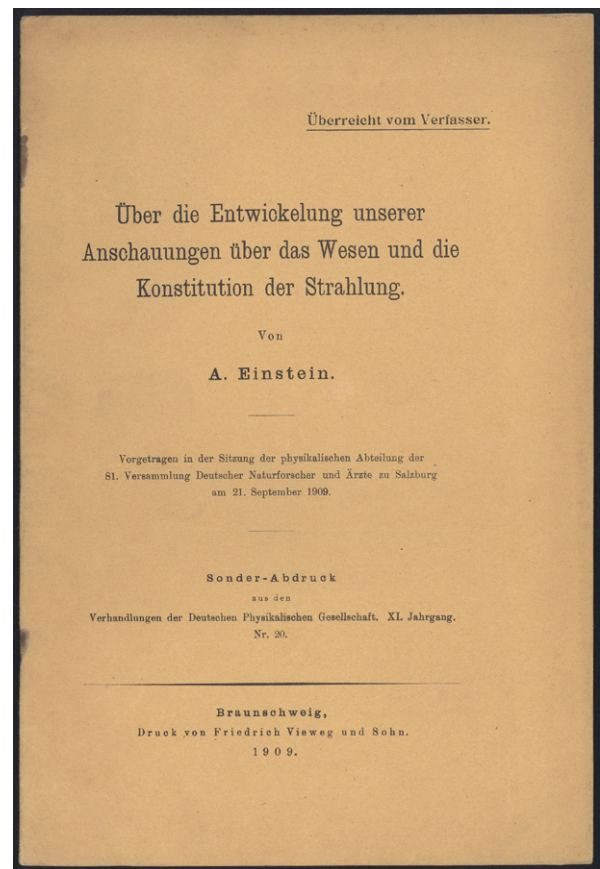 Überreicht vom Verfasser.
Über die Entwickelung unserer
Anschauungen über das Wesen und die
Konstitution der Strahlung.
Von
A. Einstein.
Vorgetragen in der Sitzung der physikalischen Abteilung der
81. Versammlung Deutscher Naturforscher und Ärzte zu Salzburg
am 21. September 1909.
Sonder-Abdruck
aus den
Verhandlungen der Deutschen Physikalischen Gesellschaft. XI. Jahrgang.
Nr. 20.
Braunschweig,
Druck von Friedrich Vieweg und Sohn.
1909.